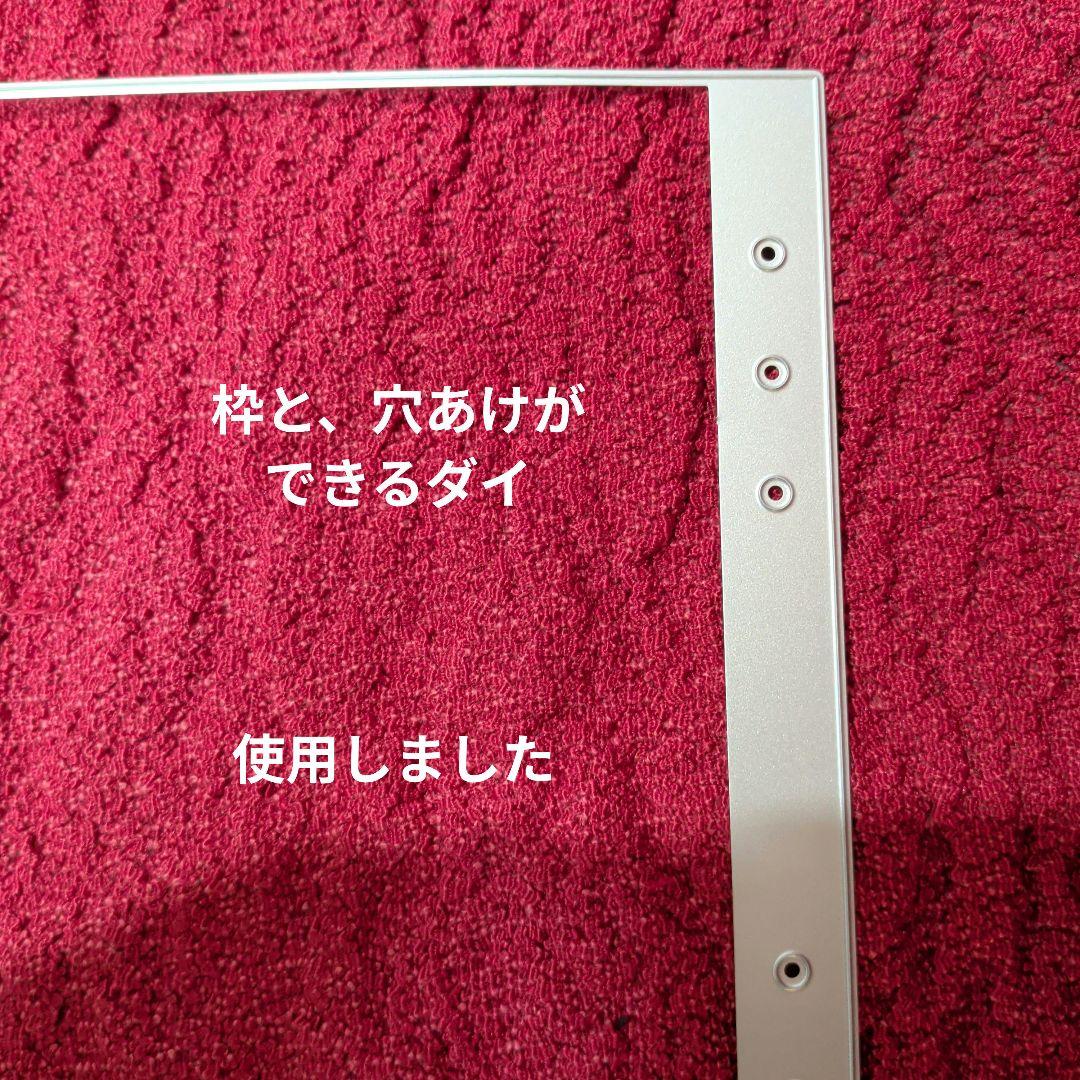 枠と、穴あけが
できるダイ
使用しました